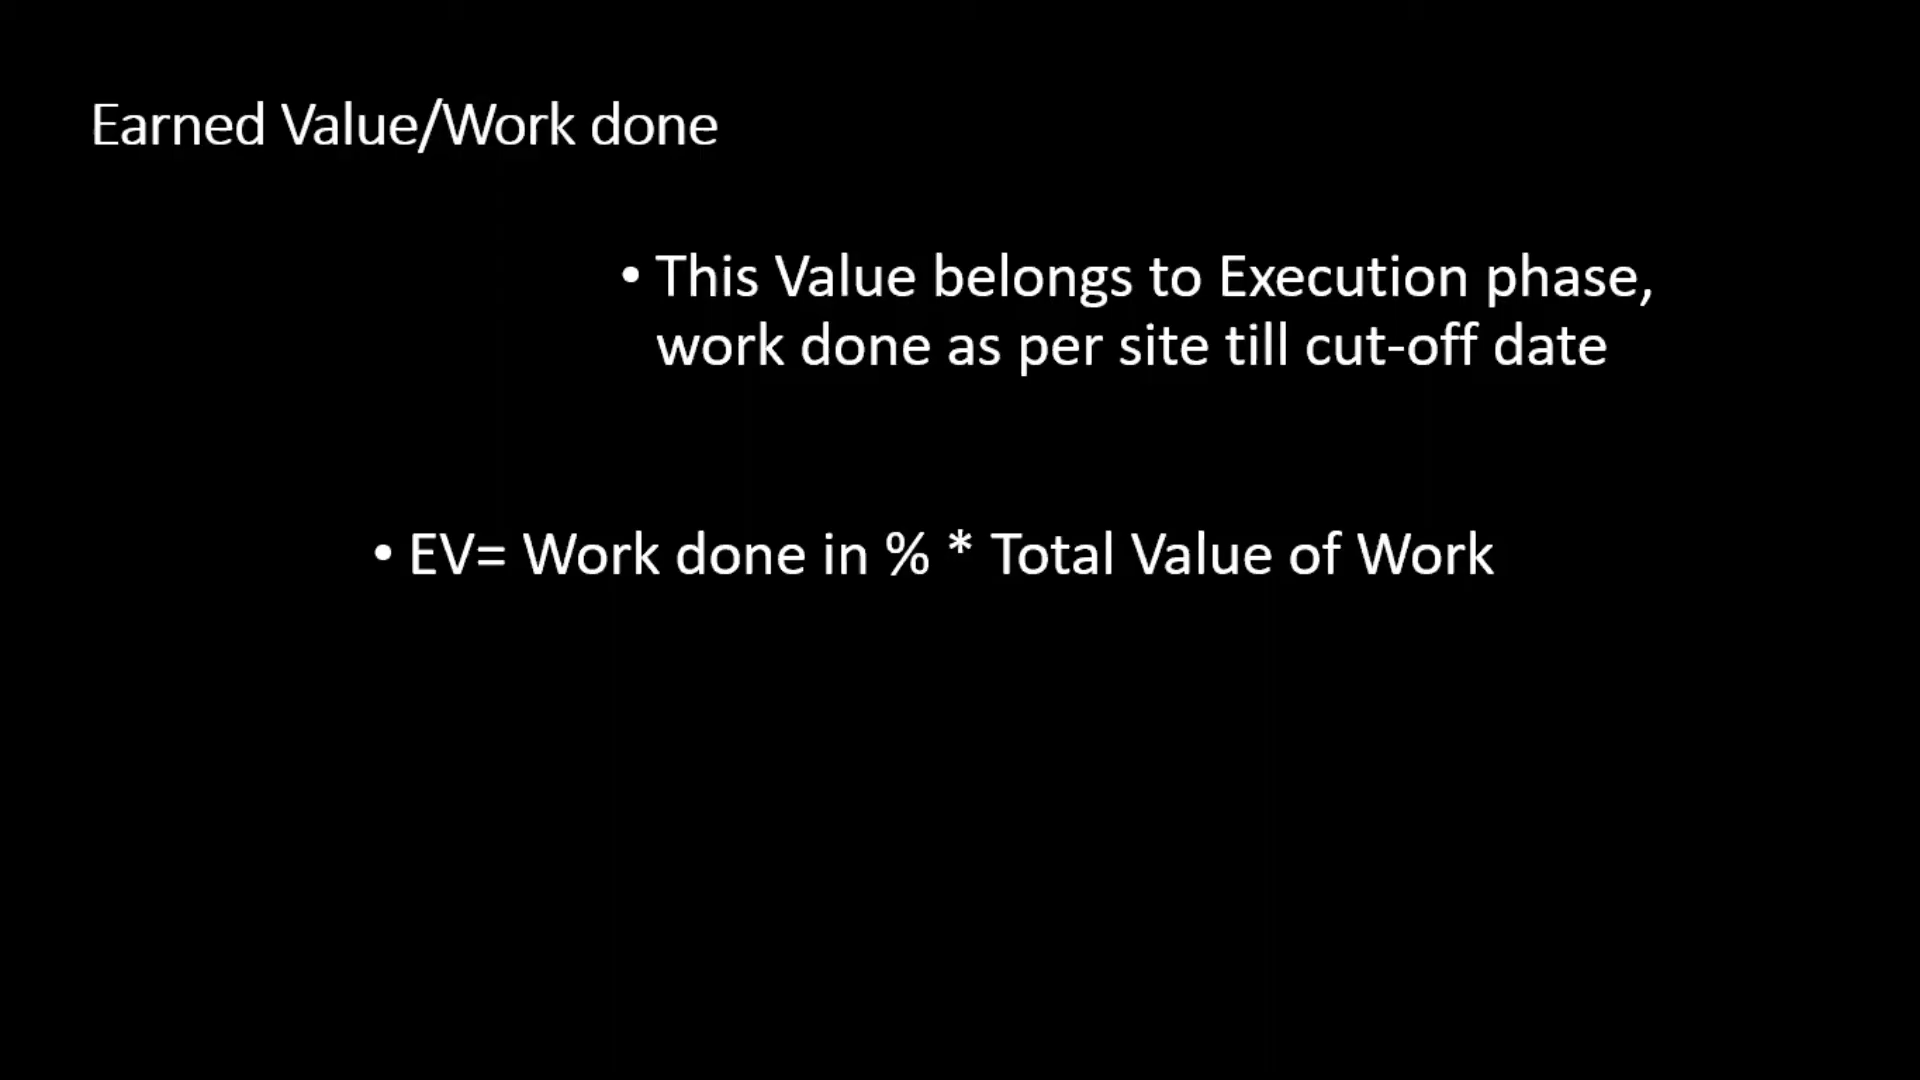 Earned Value/Work done
• This Value belongs to Execution phase,
work done as per site till cut-off date
• EV= Work done in % * Total Value of Work